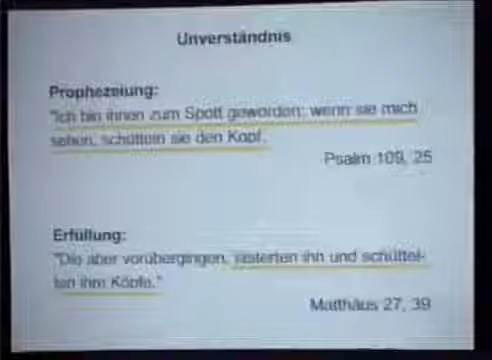 Unverständnis
Prophezeiung:
"Ich bin ihnen zum Spott geworden; wenn sie mich
sehen, schütteln sie den Kopf.
Psalm 109, 25
Erfüllung:
"Die aber vorübergingen, lästerten ihn und schüttel-
ten ihre Köpfe."
Matthäus 27, 39